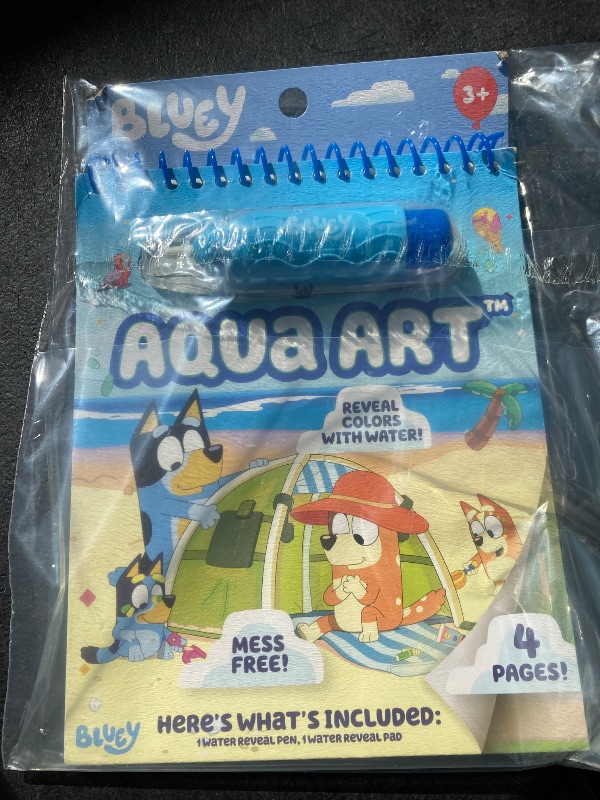 BLUEY
3+
BLUEY
AQUA ART™
REVEAL
COLORS
WITH WATER!
MESS
FREE!
4
PAGES!
BLUEY
HERE'S WHAT'S INCLUDED:
1 WATER REVEAL PEN, 1 WATER REVEAL PAD